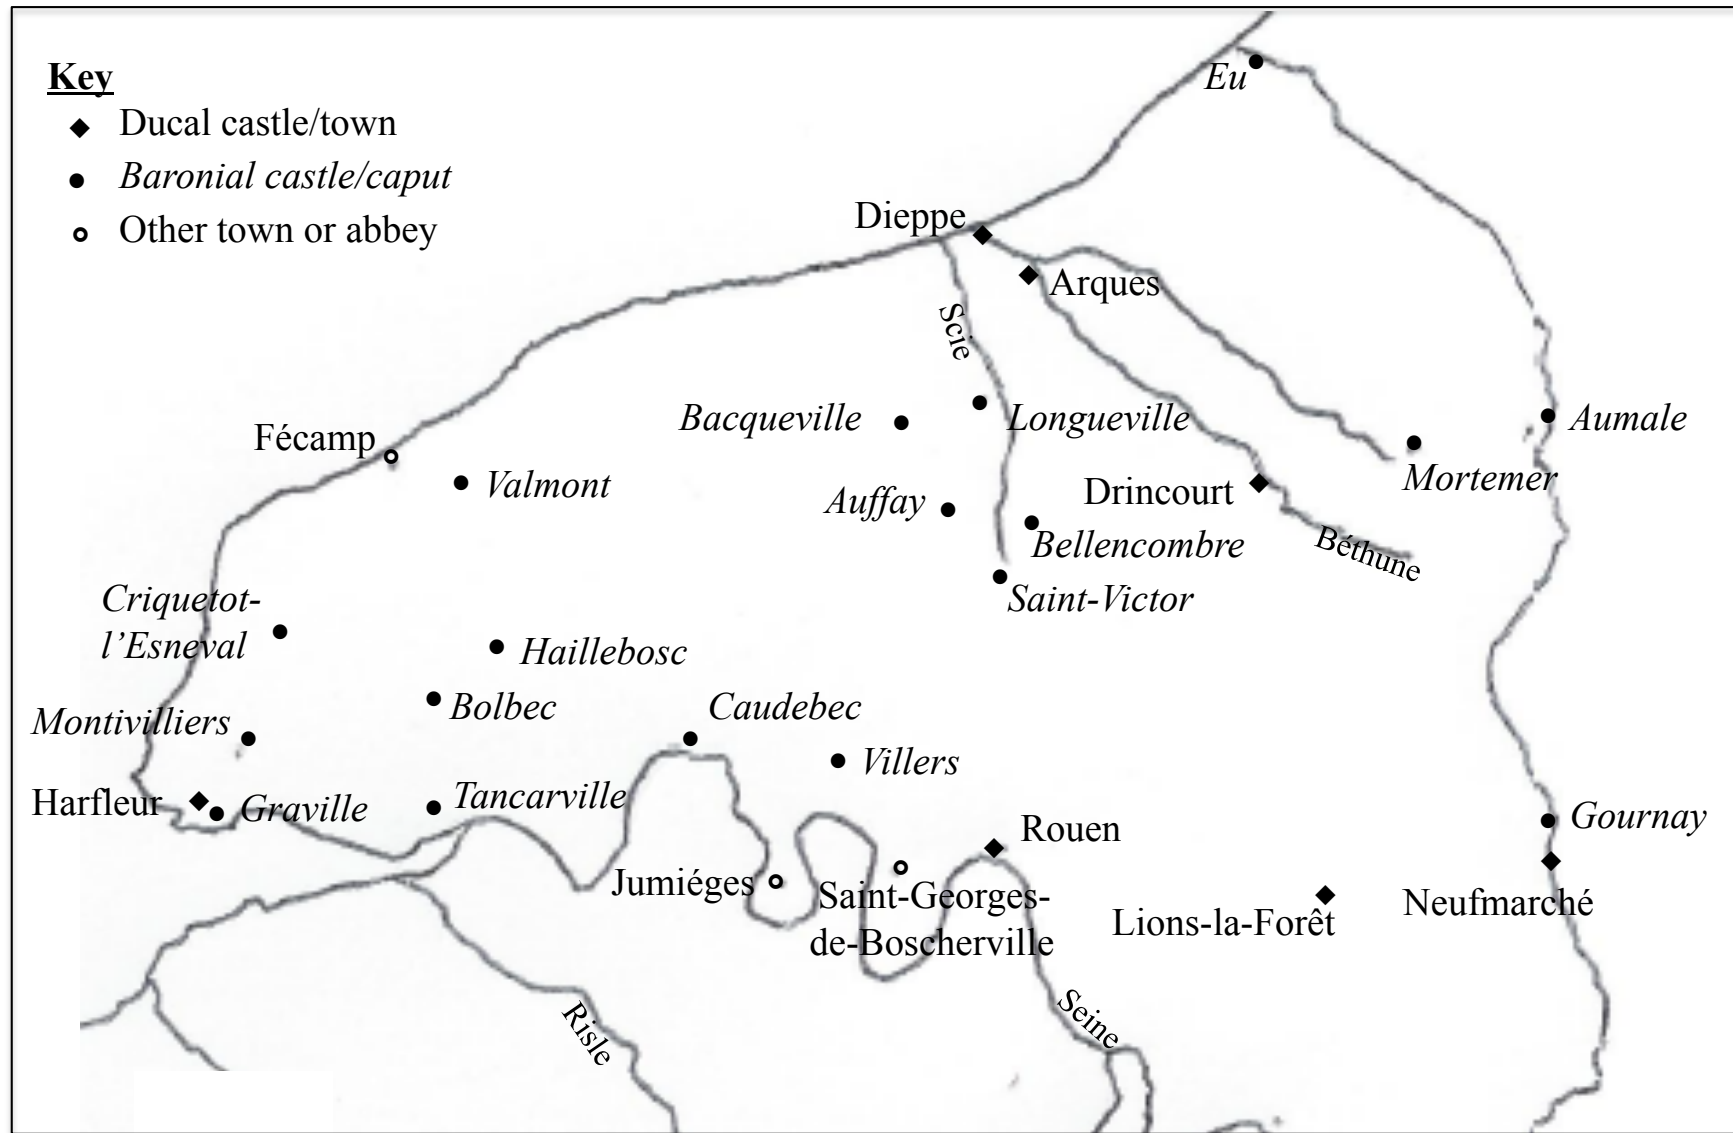 Key
Ducal castle/town
Baronial castle/caput
Other town or abbey
Eu
Dieppe
Arques
Scie
Bacqueville
Longueville
Aumale
Fécamp
Mortemer
Valmont
Drincourt
Auffay
Bellencombre
Béthune
Saint-Victor
Criquetot-
l’Esneval
Haillebosc
Bolbec
Caudebec
Montivilliers
Villers
Harfleur
Graville
Tancarville
Rouen
Gournay
Jumiéges
Saint-Georges-
de-Boscherville
Lions-la-Forêt
Neufmarché
Risle
Seine